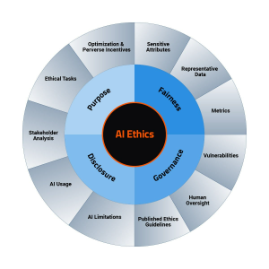 Optimization &
Perverse Incentives
Sensitive
Attributes
Representative
Data
Metrics
Vulnerabilities
Human
Oversight
Published Ethics
Guidelines
AI Limitations
AI Usage
Stakeholder
Analysis
Ethical Tasks
Purpose
Fairness
Governance
Disclosure
AI Ethics